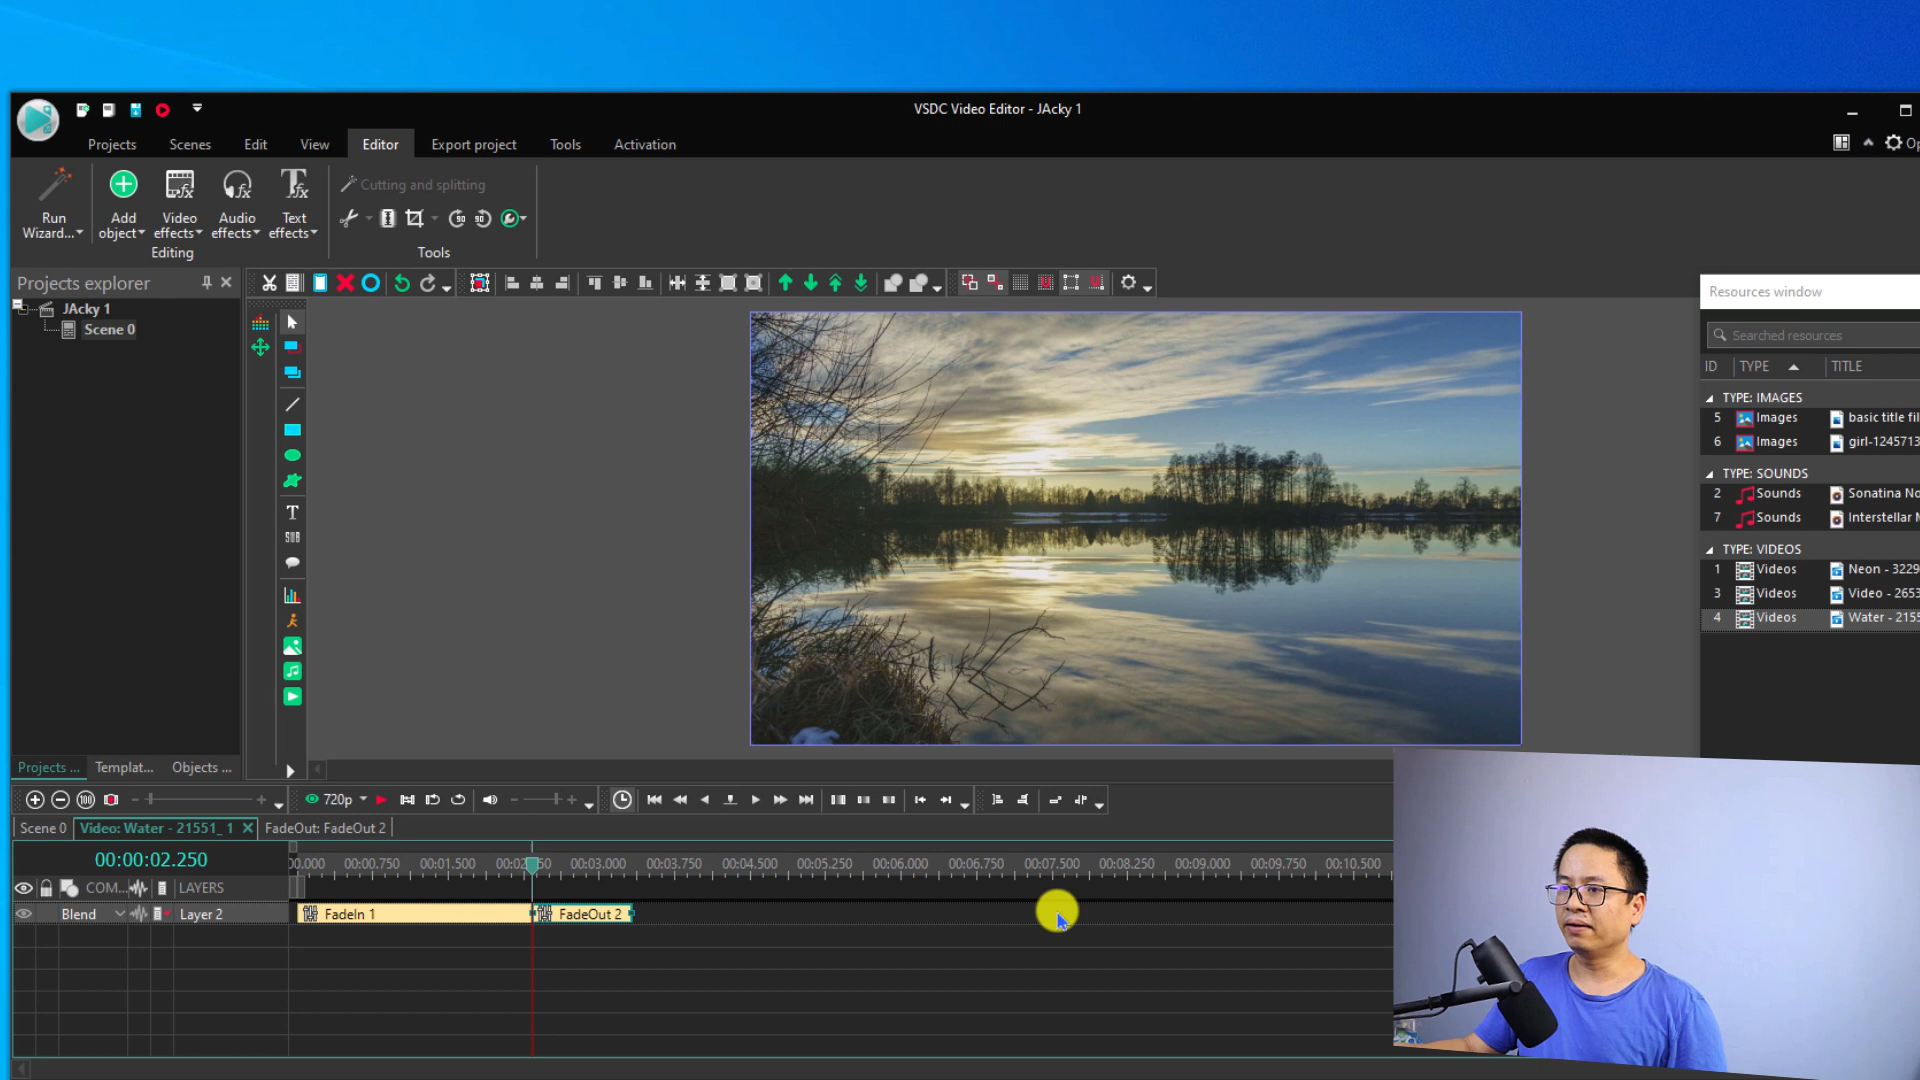 VSDC Video Editor - JAcky 1
Projects Scenes Edit View Editor Export project Tools Activation
Run Wizard...
Add object
Video effects
Audio effects
Text effects
Editing
Cutting and splitting
Tools
Projects explorer
JAcky 1
Scene 0
Resources window
Searched resources
ID TYPE TITLE
TYPE: IMAGES
5 Images basic title fil
6 Images girl-1245713
TYPE: SOUNDS
2 Sounds Sonatina No
7 Sounds Interstellar M
TYPE: VIDEOS
1 Videos Neon - 3229
3 Videos Video - 2653
4 Videos Water - 2155
Projects ... Templat... Objects ...
720p
Scene 0 Video: Water - 21551_ 1 FadeOut: FadeOut 2
00:00:02.250
00:00.750 00:01.500 00:03.000 00:03.750 00:04.500 00:05.250 00:06.000 00:06.750 00:07.500 00:08.250 00:09.000 00:09.750 00:10.500
COM... LAYERS
Blend Layer 2 FadeIn 1 FadeOut 2